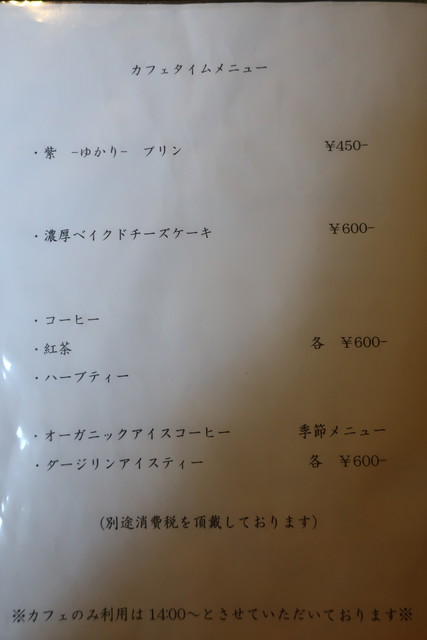 カフェタイムメニュー
・紫　−ゆかり−　プリン　¥450−
・濃厚ベイクドチーズケーキ　¥600−
・コーヒー
・紅茶　各　¥600−
・ハーブティー
・オーガニックアイスコーヒー　季節メニュー
・ダージリンアイスティー　各　¥600−
(別途消費税を頂戴しております)
※カフェのみ利用は14:00〜とさせていただいております※